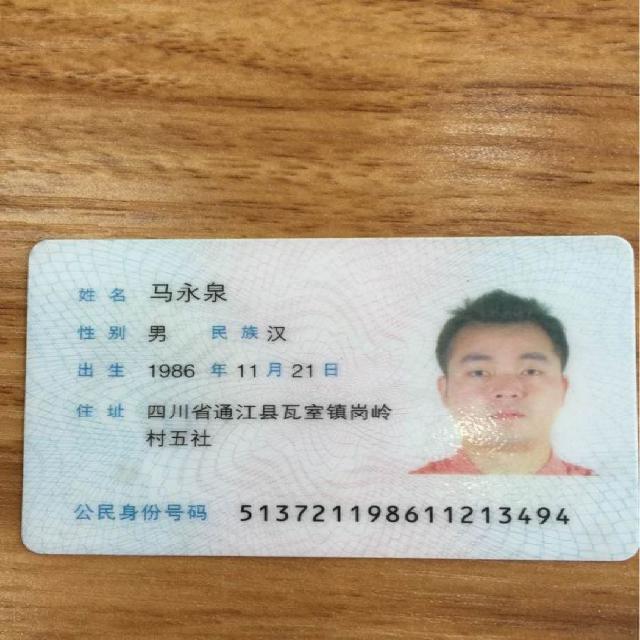 姓名 马永泉
性别 男 民族 汉
出生 1986 年 11 月 21 日
住址 四川省通江县瓦室镇岗岭
村五社
公民身份号码 513721198611213494